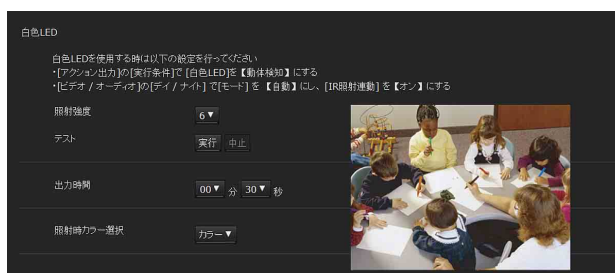 白色LED
白色LEDを使用する時は以下の設定を行ってください
・[アクション出力]の[実行条件]で [白色LED]を【動体検知】にする
・[ビデオ / オーディオ]の[デイ / ナイト] で[モード] を 【自動】にし、[IR照射連動] を【オン】にする
照射強度 6▼
テスト 実行 中止
出力時間 00▼ 分 30▼ 秒
照射時カラー選択 カラー▼